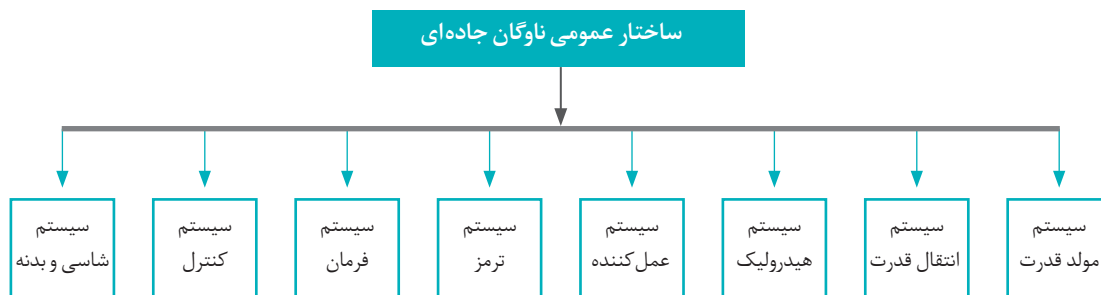 ساختار عمومی ناوگان جاده‌ای
سیستم
مولد قدرت
سیستم
انتقال قدرت
سیستم
هیدرولیک
سیستم
عمل‌کننده
سیستم
ترمز
سیستم
فرمان
سیستم
کنترل
سیستم
شاسی و بدنه